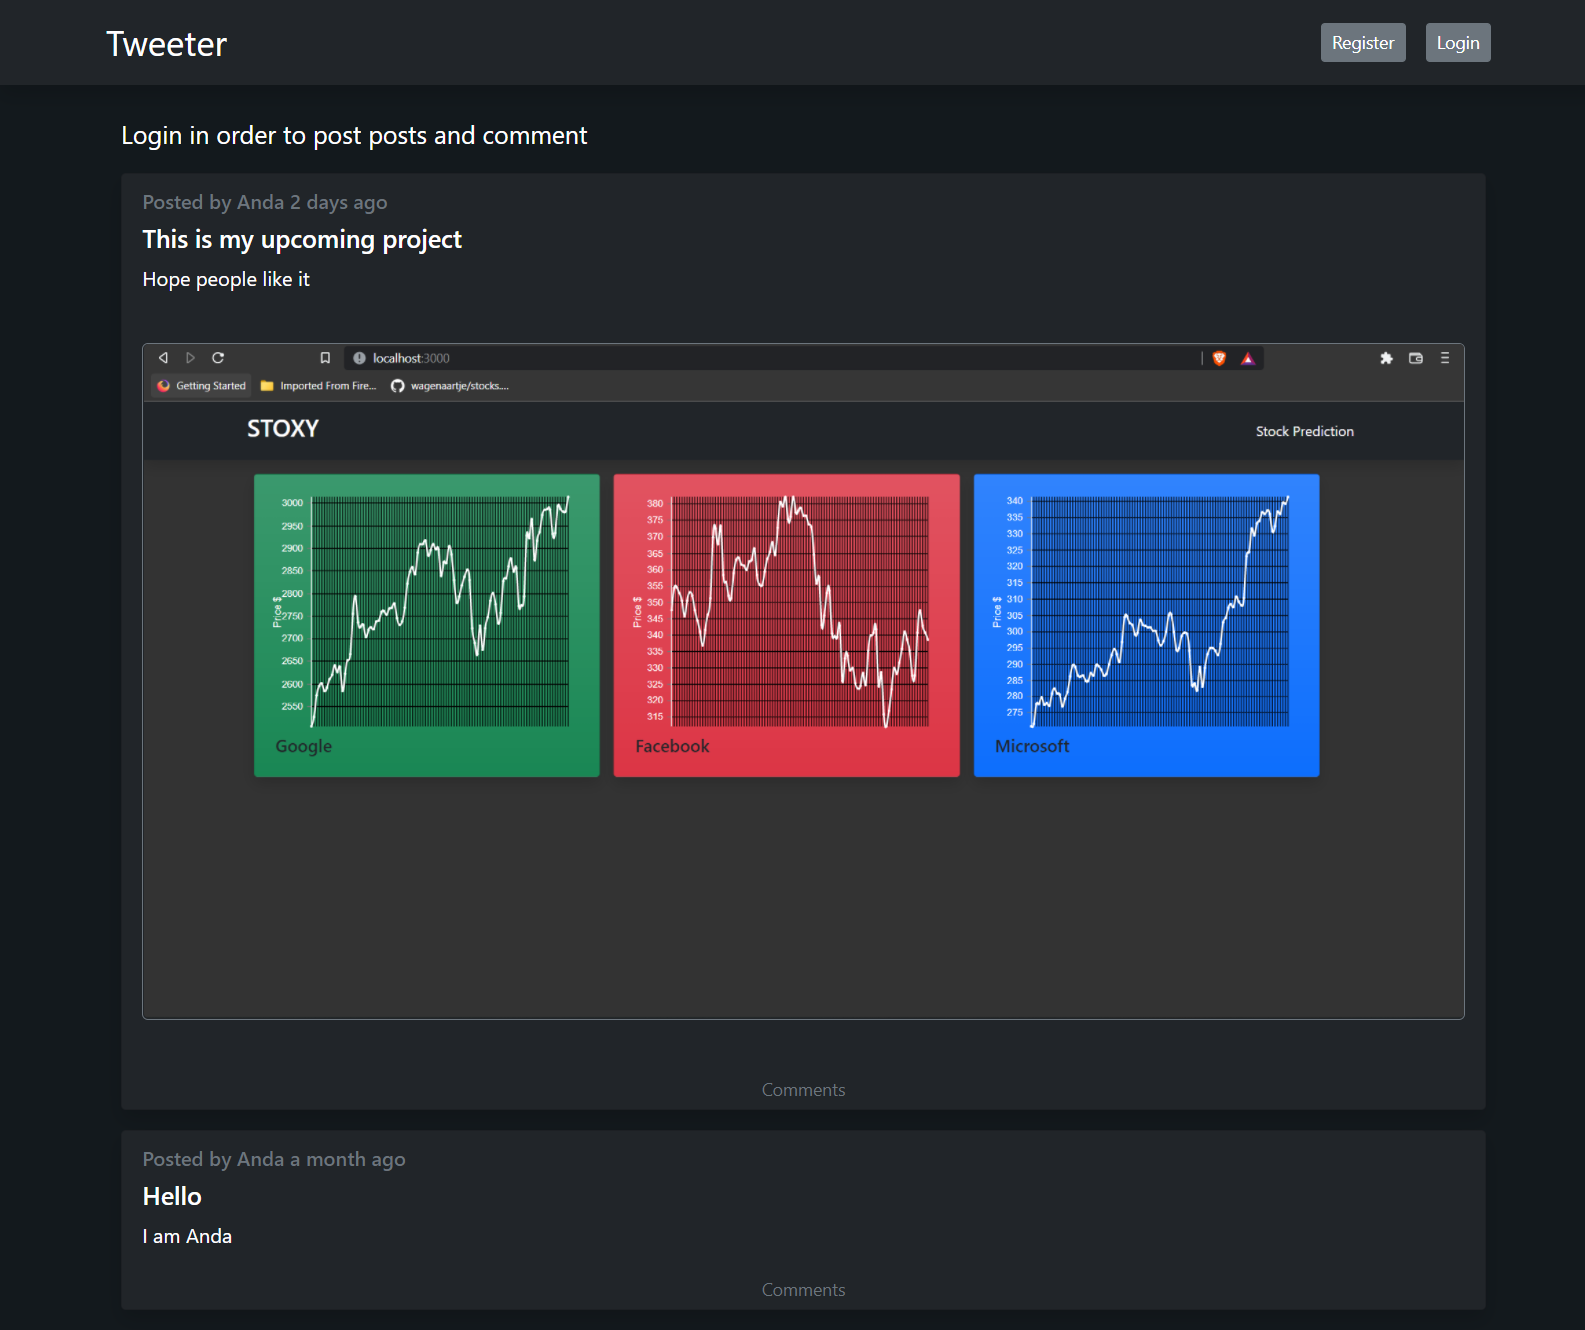 Tweeter
Register Login
Login in order to post posts and comment
Posted by Anda 2 days ago
This is my upcoming project
Hope people like it
localhost:3000
Getting Started Imported From Fire... wagenaartje/stocks....
STOXY
Stock Prediction
3000
2950
2900
2850
2800
2750
2700
2650
2600
2550
Price $
Google
380
375
370
365
360
355
350
345
340
335
330
325
320
315
Price $
Facebook
340
335
330
325
320
315
310
305
300
295
290
285
280
275
Price $
Microsoft
Comments
Posted by Anda a month ago
Hello
I am Anda
Comments